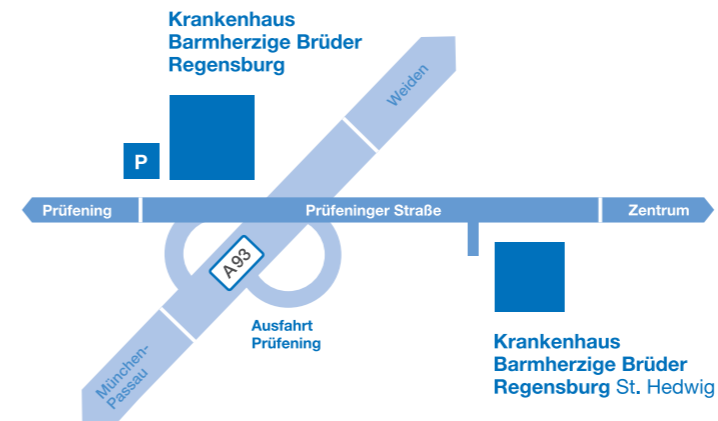 Krankenhaus
Barmherzige Brüder
Regensburg
Weiden
P
Prüfening
Prüfeninger Straße
Zentrum
A93
Ausfahrt
Prüfening
München-
Passau
Krankenhaus
Barmherzige Brüder
Regensburg St. Hedwig